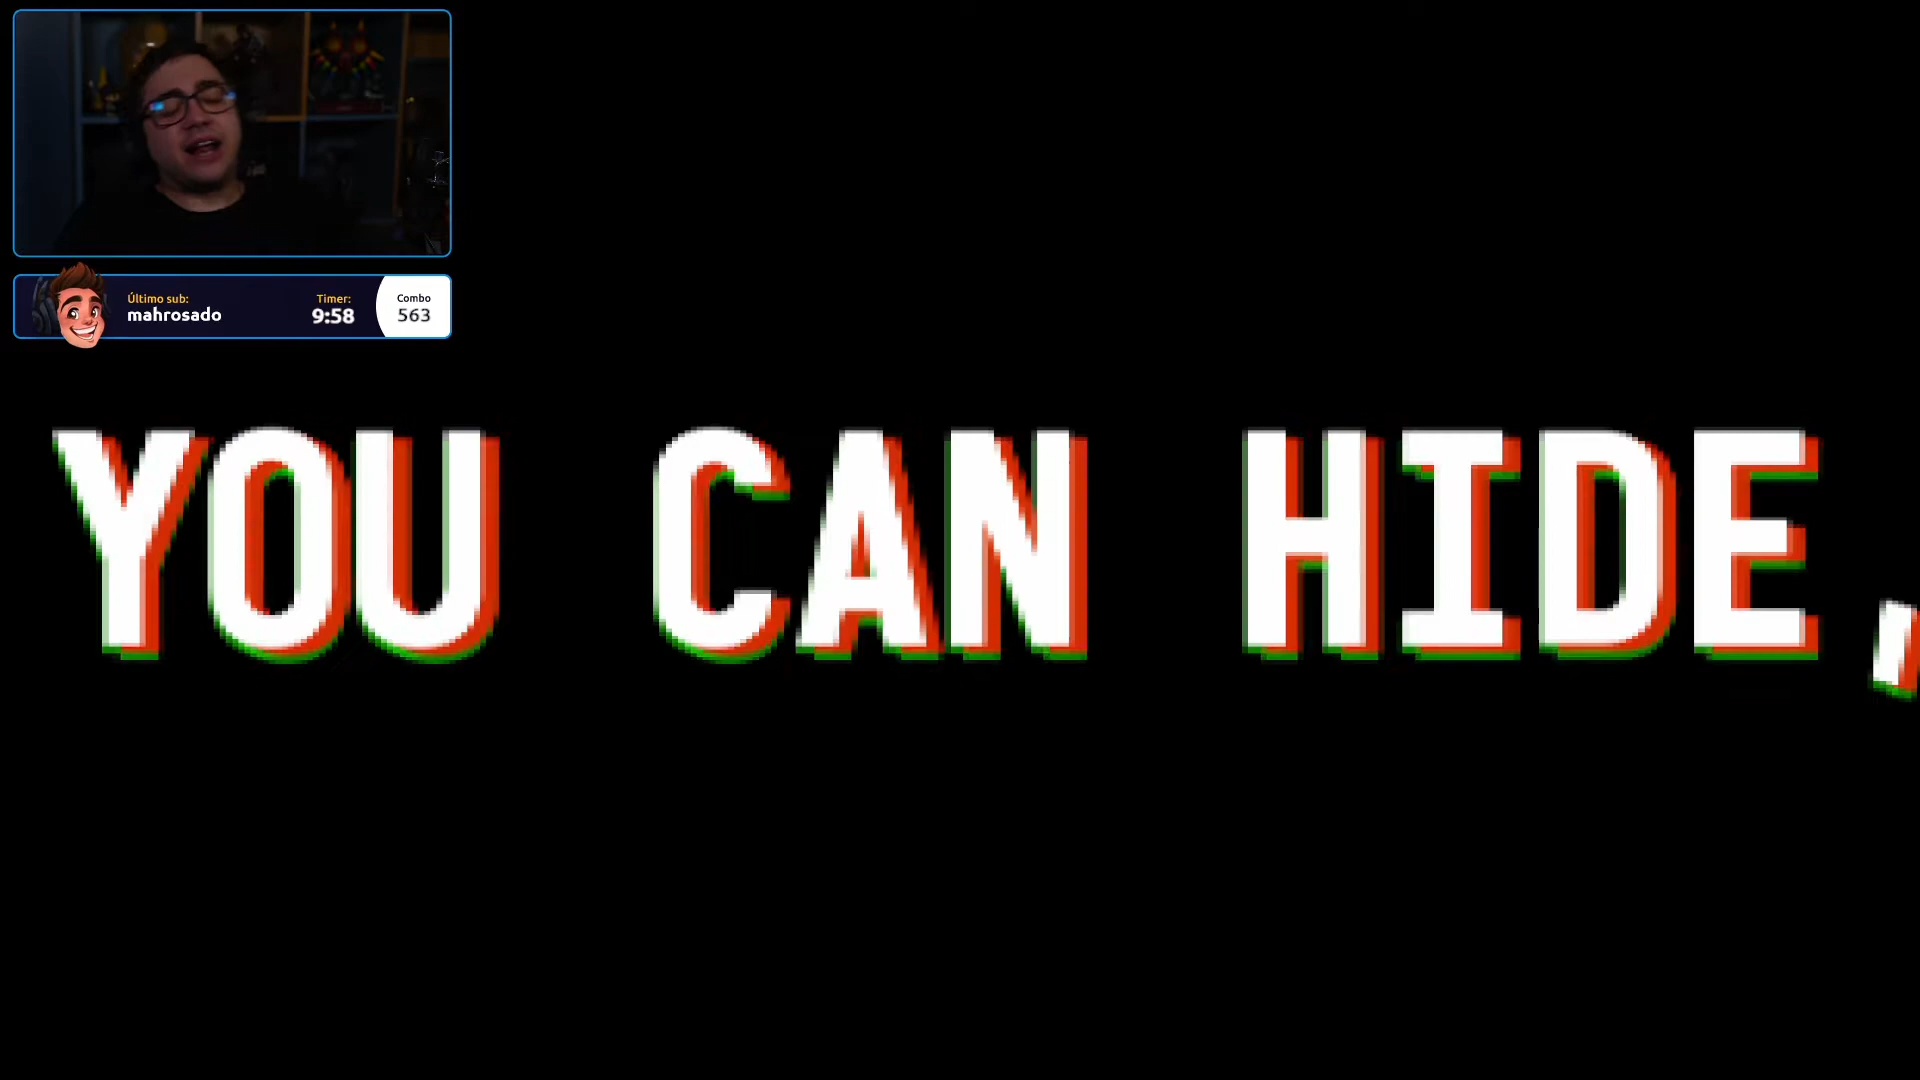 Último sub:
mahrosado
Timer:
9:58
Combo
563
YOU CAN HIDE,